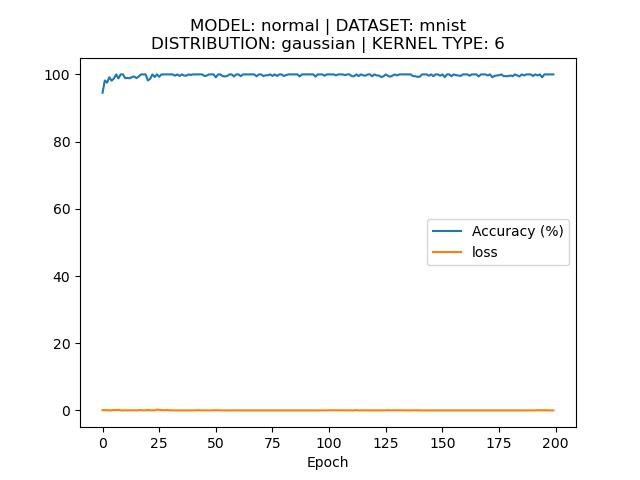 MODEL: normal | DATASET: mnist
DISTRIBUTION: gaussian | KERNEL TYPE: 6
100
80
60
40
20
0
Accuracy (%)
loss
0 25 50 75 100 125 150 175 200
Epoch